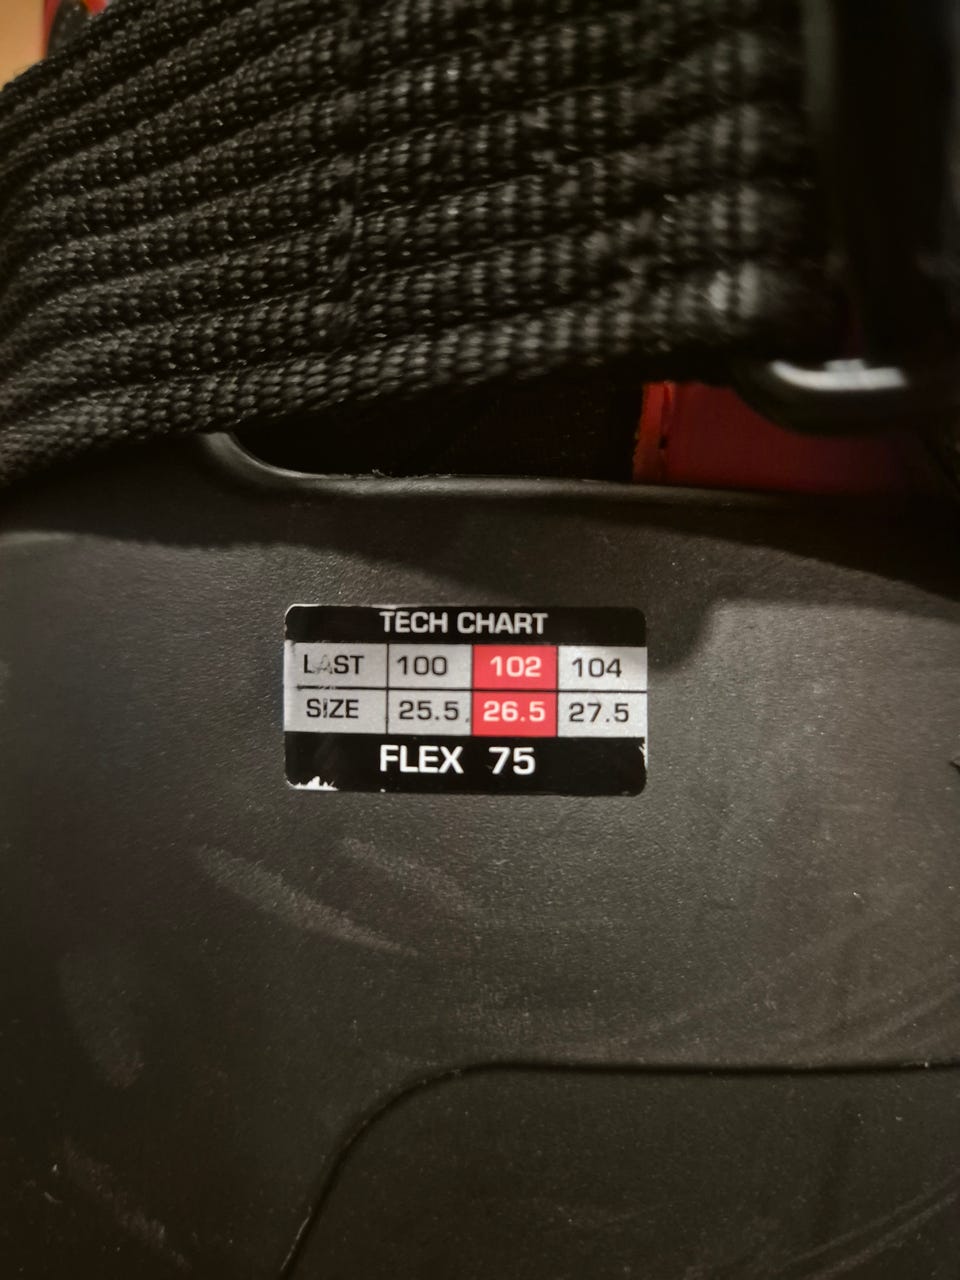 TECH CHART
LAST 100 102 104
SIZE 25.5 26.5 27.5
FLEX 75